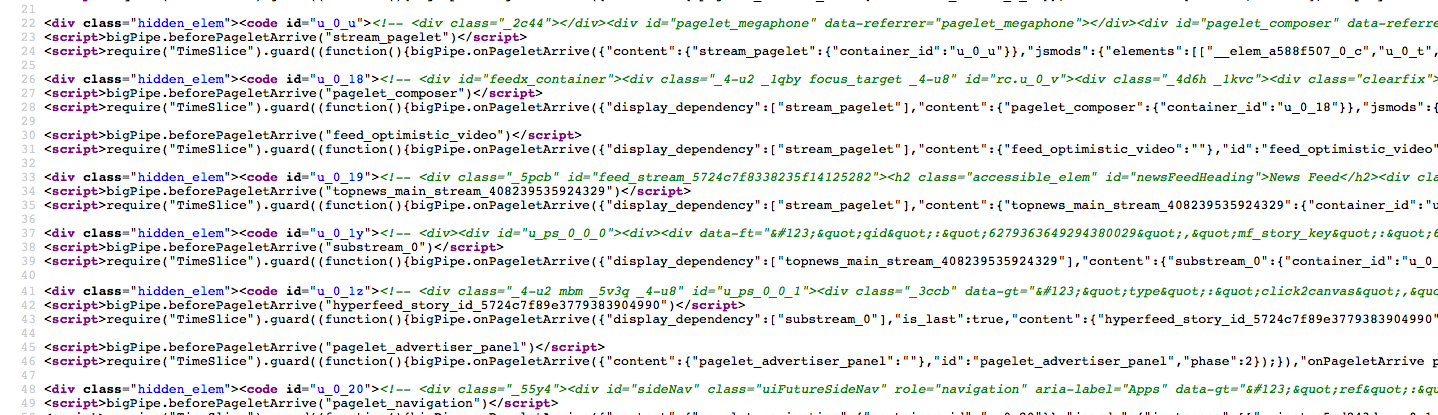 21
22 <div class="hidden_elem"><code id="u_0_u"><!-- <div class="_2c44"></div><div id="pagelet_megaphone" data-referrer="pagelet_megaphone"></div><div id="pagelet_composer" data-referre
23 <script>bigPipe.beforePageletArrive("stream_pagelet")</script>
24 <script>require("TimeSlice").guard((function(){bigPipe.onPageletArrive({"content":{"stream_pagelet":{"container_id":"u_0_u"}},"jsmods":{"elements":[["__elem_a588f507_0_c","u_0_t",
25
26 <div class="hidden_elem"><code id="u_0_18"><!-- <div id="feedx_container"><div class="_4-u2 _1qby focus_target _4-u8" id="rc.u_0_v"><div class="_4d6h _1kvc"><div class="clearfix">
27 <script>bigPipe.beforePageletArrive("pagelet_composer")</script>
28 <script>require("TimeSlice").guard((function(){bigPipe.onPageletArrive({"display_dependency":["stream_pagelet"],"content":{"pagelet_composer":{"container_id":"u_0_18"}},"jsmods":{
29
30 <script>bigPipe.beforePageletArrive("feed_optimistic_video")</script>
31 <script>require("TimeSlice").guard((function(){bigPipe.onPageletArrive({"display_dependency":["stream_pagelet"],"content":{"feed_optimistic_video":""},"id":"feed_optimistic_video"
32
33 <div class="hidden_elem"><code id="u_0_19"><!-- <div class="_5pcb" id="feed_stream_5724c7f8338235f14125282"><h2 class="accessible_elem" id="newsFeedHeading">News Feed</h2><div cla
34 <script>bigPipe.beforePageletArrive("topnews_main_stream_408239535924329")</script>
35 <script>require("TimeSlice").guard((function(){bigPipe.onPageletArrive({"display_dependency":["stream_pagelet"],"content":{"topnews_main_stream_408239535924329":{"container_id":"u
36
37 <div class="hidden_elem"><code id="u_0_1y"><!-- <div><div id="u_ps_0_0_0"><div><div data-ft="&#123;&quot;qid&quot;:&quot;6279363649294380029&quot;,&quot;mf_story_key&quot;:&quot;6
38 <script>bigPipe.beforePageletArrive("substream_0")</script>
39 <script>require("TimeSlice").guard((function(){bigPipe.onPageletArrive({"display_dependency":["topnews_main_stream_408239535924329"],"content":{"substream_0":{"container_id":"u_0_
40
41 <div class="hidden_elem"><code id="u_0_1z"><!-- <div class="_4-u2 mbm _5v3q _4-u8" id="u_ps_0_0_1"><div class="_3ccb" data-gt="&#123;&quot;type&quot;:&quot;click2canvas&quot;,&quo
42 <script>bigPipe.beforePageletArrive("hyperfeed_story_id_5724c7f89e3779383904990")</script>
43 <script>require("TimeSlice").guard((function(){bigPipe.onPageletArrive({"display_dependency":["substream_0"],"is_last":true,"content":{"hyperfeed_story_id_5724c7f89e3779383904990"
44
45 <script>bigPipe.beforePageletArrive("pagelet_advertiser_panel")</script>
46 <script>require("TimeSlice").guard((function(){bigPipe.onPageletArrive({"content":{"pagelet_advertiser_panel":""},"id":"pagelet_advertiser_panel","phase":2});}),"onPageletArrive p
47
48 <div class="hidden_elem"><code id="u_0_20"><!-- <div class="_55y4"><div id="sideNav" class="uiFutureSideNav" role="navigation" aria-label="Apps" data-gt="&#123;&quot;ref&quot;:&qu
49 <script>bigPipe.beforePageletArrive("pagelet_navigation")</script>